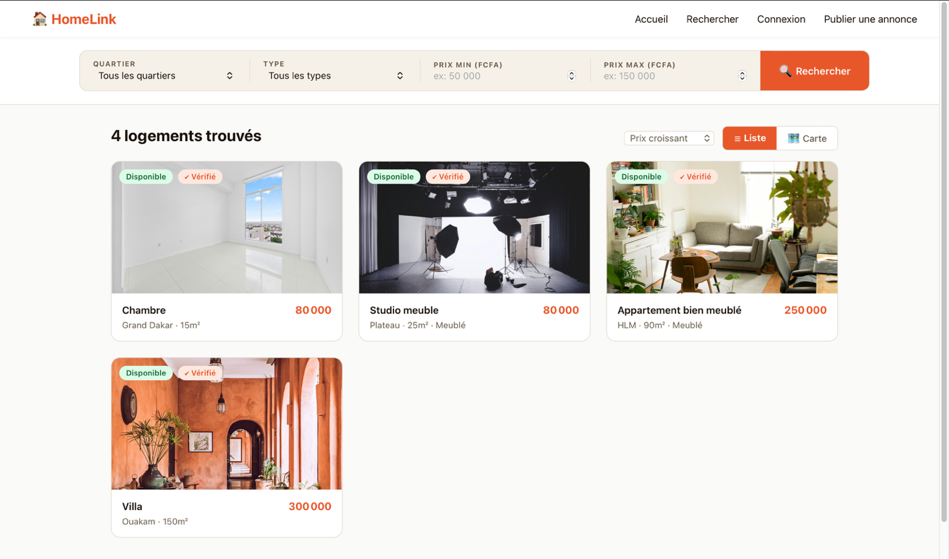 HomeLink
Accueil Rechercher Connexion Publier une annonce
QUARTIER TYPE PRIX MIN (FCFA) PRIX MAX (FCFA)
Tous les quartiers Tous les types ex: 50 000 ex: 150 000 Rechercher
4 logements trouvés
Prix croissant ≡ Liste Carte
Disponible ✓ Vérifié
Chambre 80 000
Grand Dakar · 15m²
Disponible ✓ Vérifié
Studio meuble 80 000
Plateau · 25m² · Meublé
Disponible ✓ Vérifié
Appartement bien meublé 250 000
HLM · 90m² · Meublé
Disponible ✓ Vérifié
Villa 300 000
Ouakam · 150m²